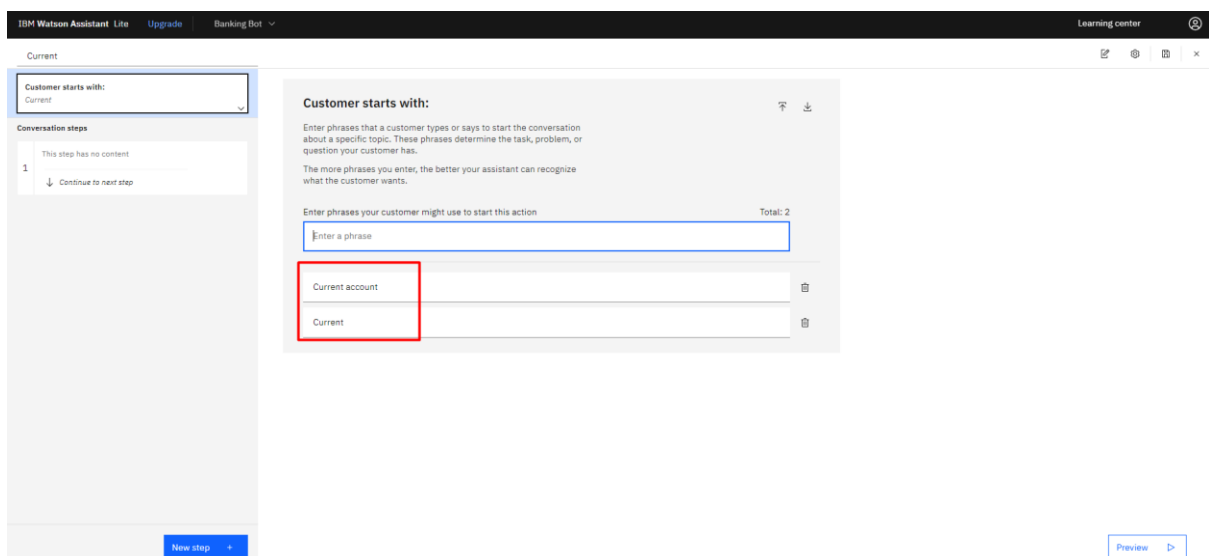 IBM Watson Assistant Lite Upgrade Banking Bot Learning center
Current
Customer starts with:
Current
Conversation steps
This step has no content
1
Continue to next step
New step +
Customer starts with:
Enter phrases that a customer types or says to start the conversation
about a specific topic. These phrases determine the task, problem, or
question your customer has.
The more phrases you enter, the better your assistant can recognize
what the customer wants.
Enter phrases your customer might use to start this action Total: 2
Enter a phrase
Current account
Current
Preview